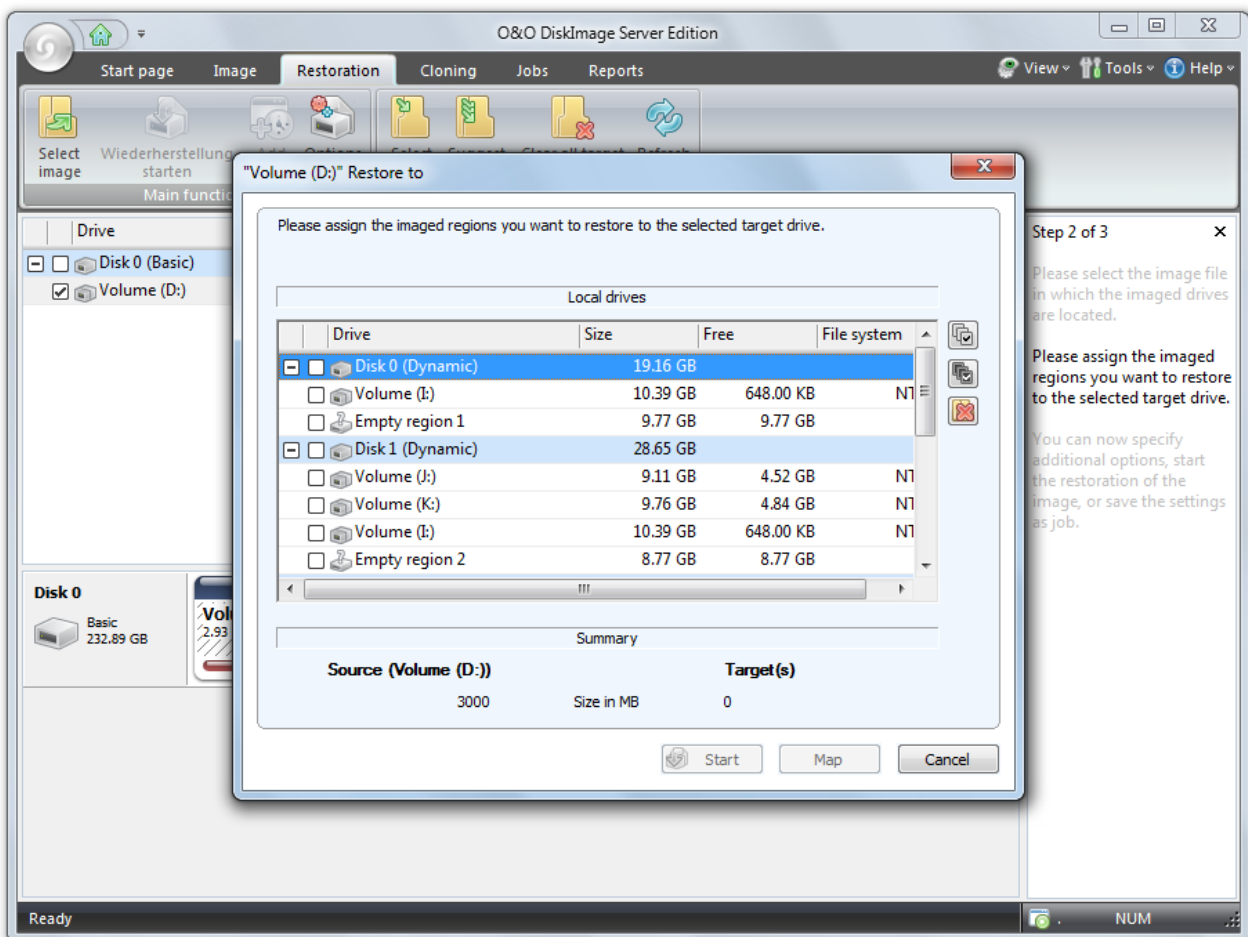 O&O DiskImage Server Edition
Start page Image Restoration Cloning Jobs Reports View Tools Help
Select image
Wiederherstellung starten
Main functio
"Volume (D:)" Restore to
Drive
Disk 0 (Basic)
Volume (D:)
Please assign the imaged regions you want to restore to the selected target drive.
Local drives
Drive Size Free File system
Disk 0 (Dynamic) 19.16 GB
Volume (I:) 10.39 GB 648.00 KB NT
Empty region 1 9.77 GB 9.77 GB
Disk 1 (Dynamic) 28.65 GB
Volume (J:) 9.11 GB 4.52 GB NT
Volume (K:) 9.76 GB 4.84 GB NT
Volume (I:) 10.39 GB 648.00 KB NT
Empty region 2 8.77 GB 8.77 GB
Summary
Source (Volume (D:)) Target(s)
3000 Size in MB 0
Start Map Cancel
Disk 0
Basic
232.89 GB
Volu
2.93
Step 2 of 3
Please select the image file
in which the imaged drives
are located.
Please assign the imaged
regions you want to restore
to the selected target drive.
You can now specify
additional options, start
the restoration of the
image, or save the settings
as job.
Ready NUM